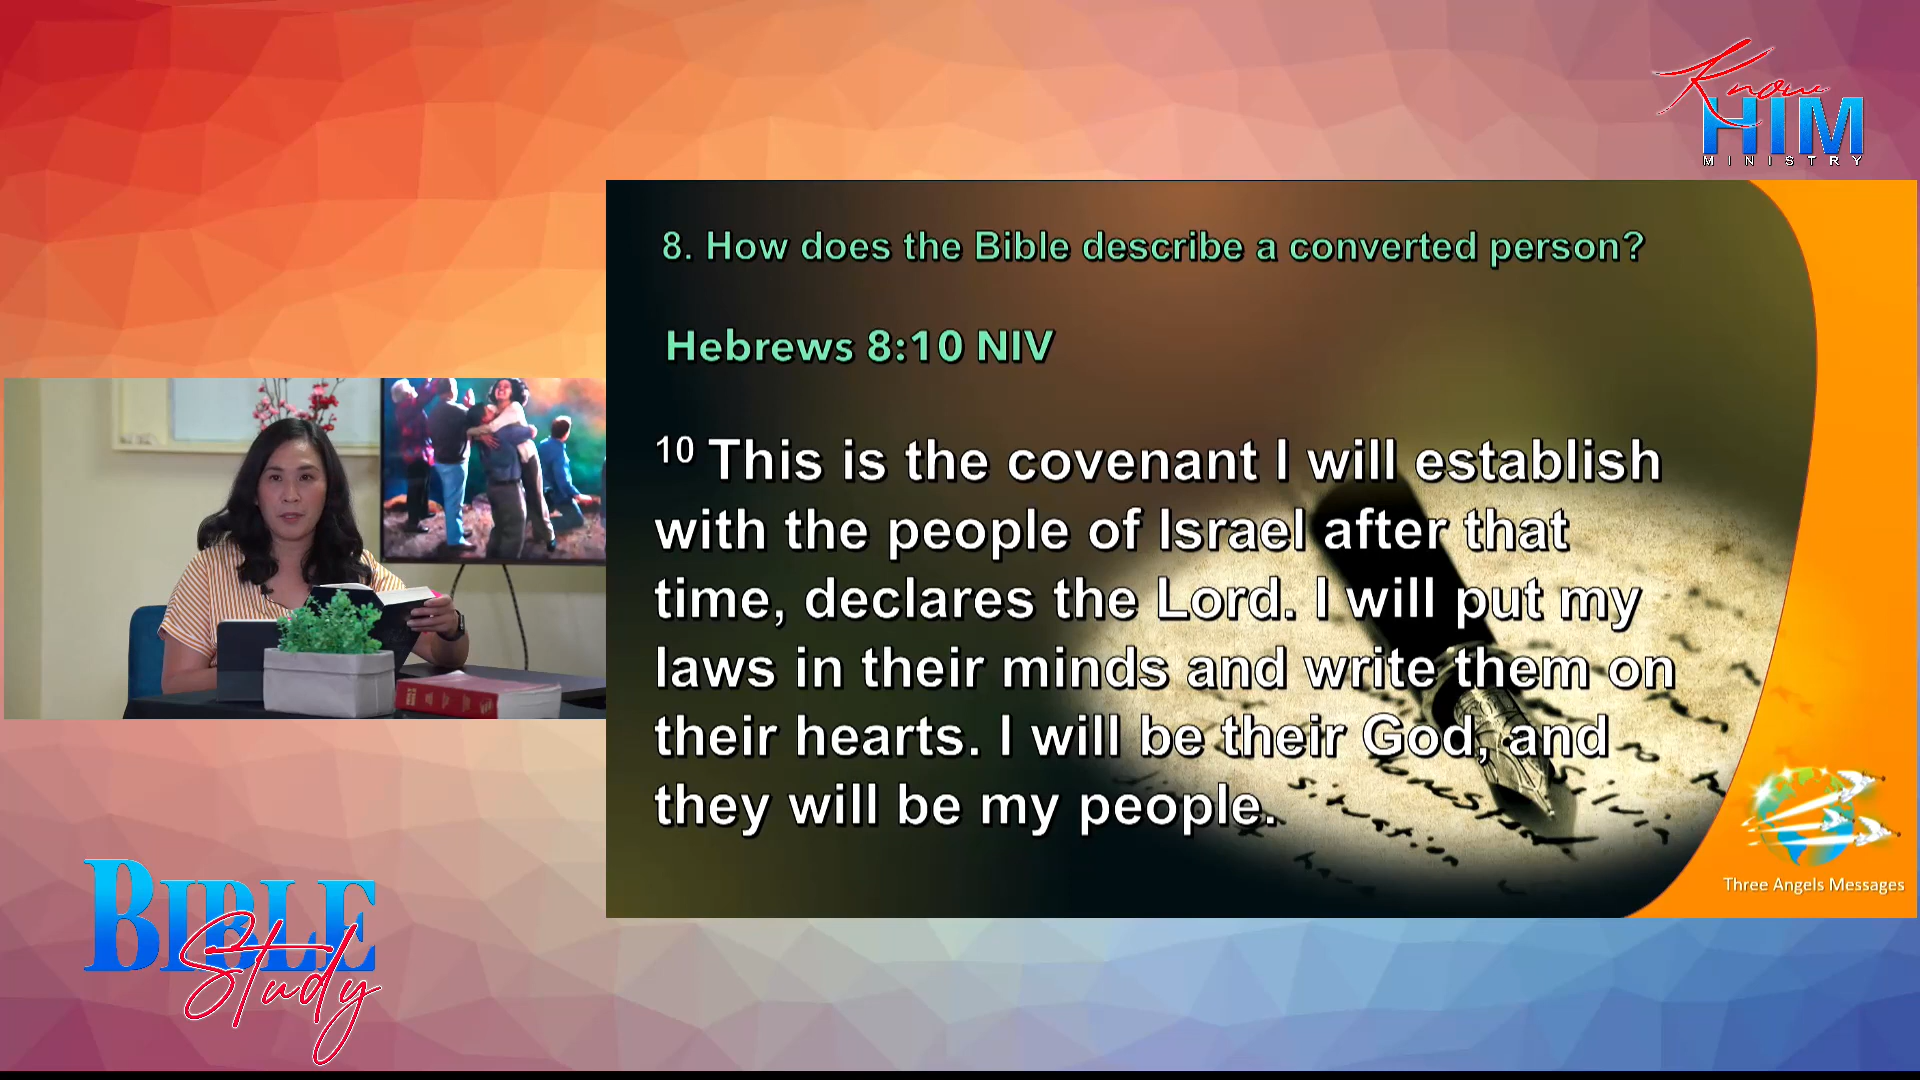 Know
HIM
MINISTRY
8. How does the Bible describe a converted person?
Hebrews 8:10 NIV
10 This is the covenant I will establish
with the people of Israel after that
time, declares the Lord. I will put my
laws in their minds and write them on
their hearts. I will be their God, and
they will be my people.
situation
Silvia
Three Angels Messages
BIBLE
Study